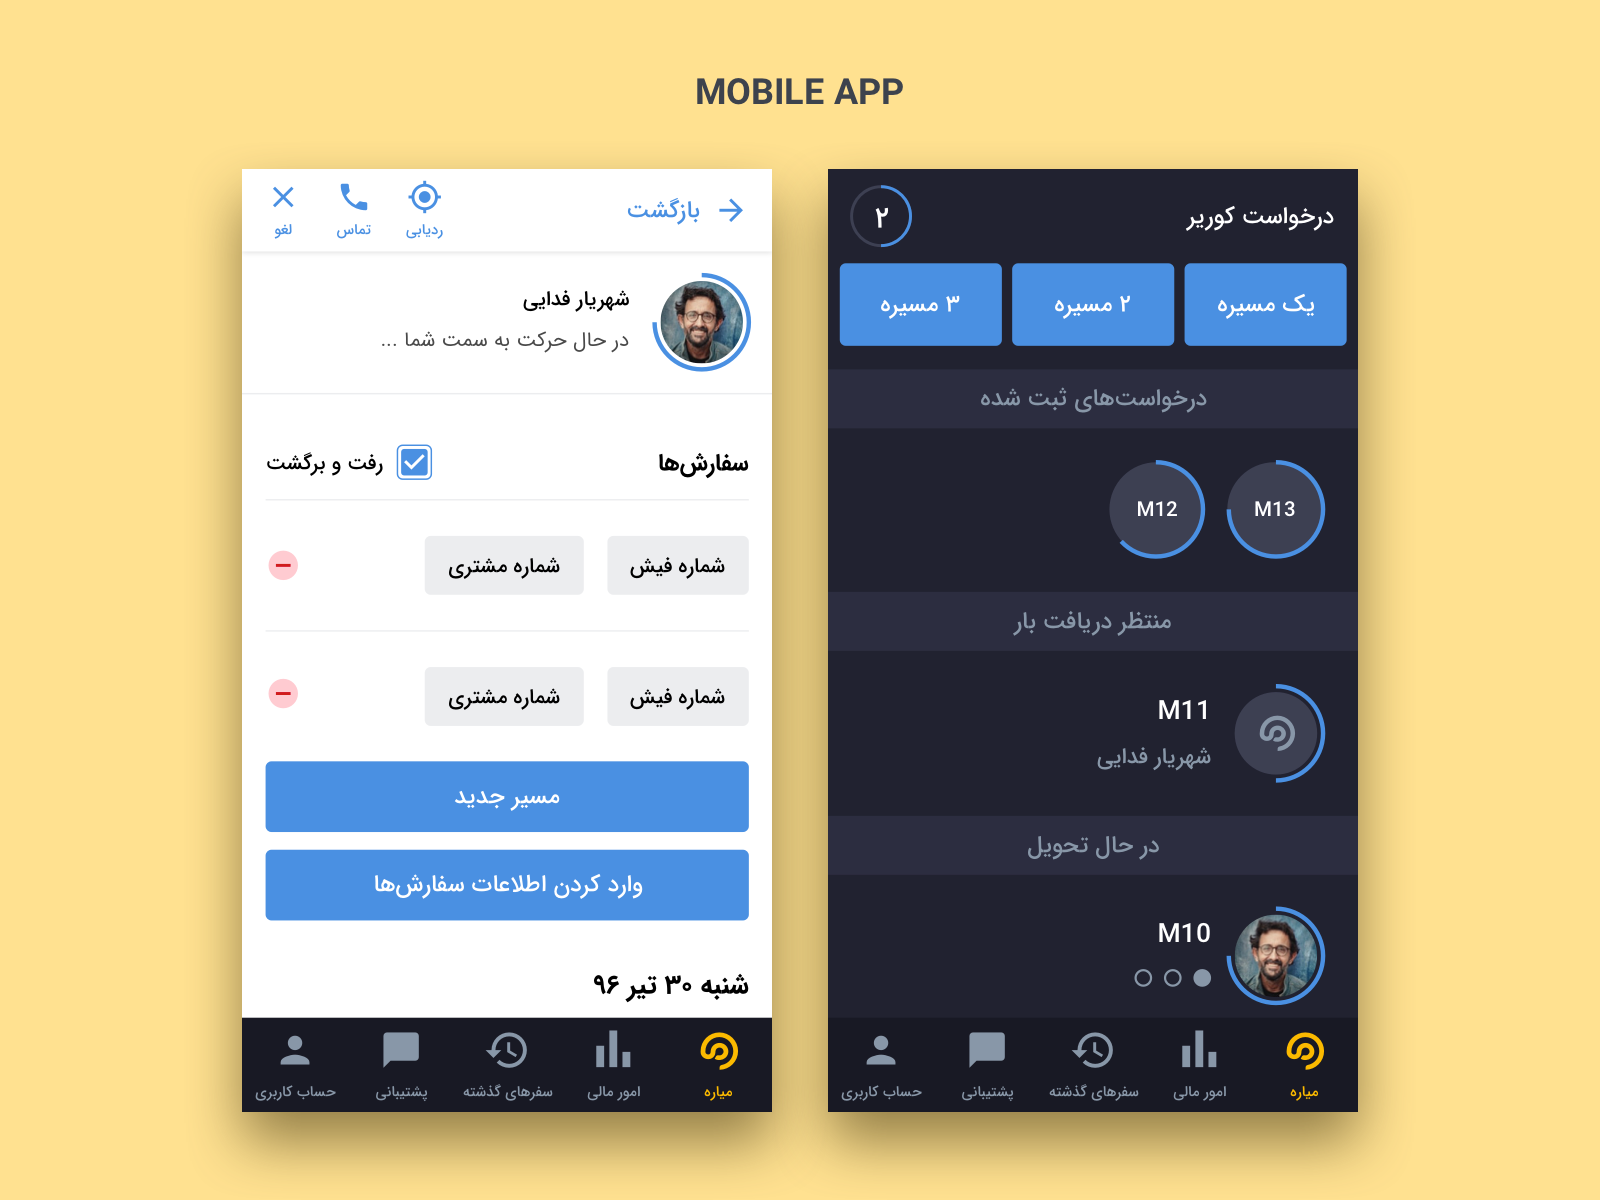 MOBILE APP
بازگشت
ردیابی
تماس
لغو
شهریار فدایی
در حال حرکت به سمت شما ...
سفارش‌ها
رفت و برگشت
شماره فیش
شماره مشتری
شماره فیش
شماره مشتری
مسیر جدید
وارد کردن اطلاعات سفارش‌ها
شنبه ۳۰ تیر ۹۶
میاره
امور مالی
سفرهای گذشته
پشتیبانی
حساب کاربری
درخواست کوریر
۲
یک مسیره
۲ مسیره
۳ مسیره
درخواست‌های ثبت شده
M13
M12
منتظر دریافت بار
M11
شهریار فدایی
در حال تحویل
M10
میاره
امور مالی
سفرهای گذشته
پشتیبانی
حساب کاربری